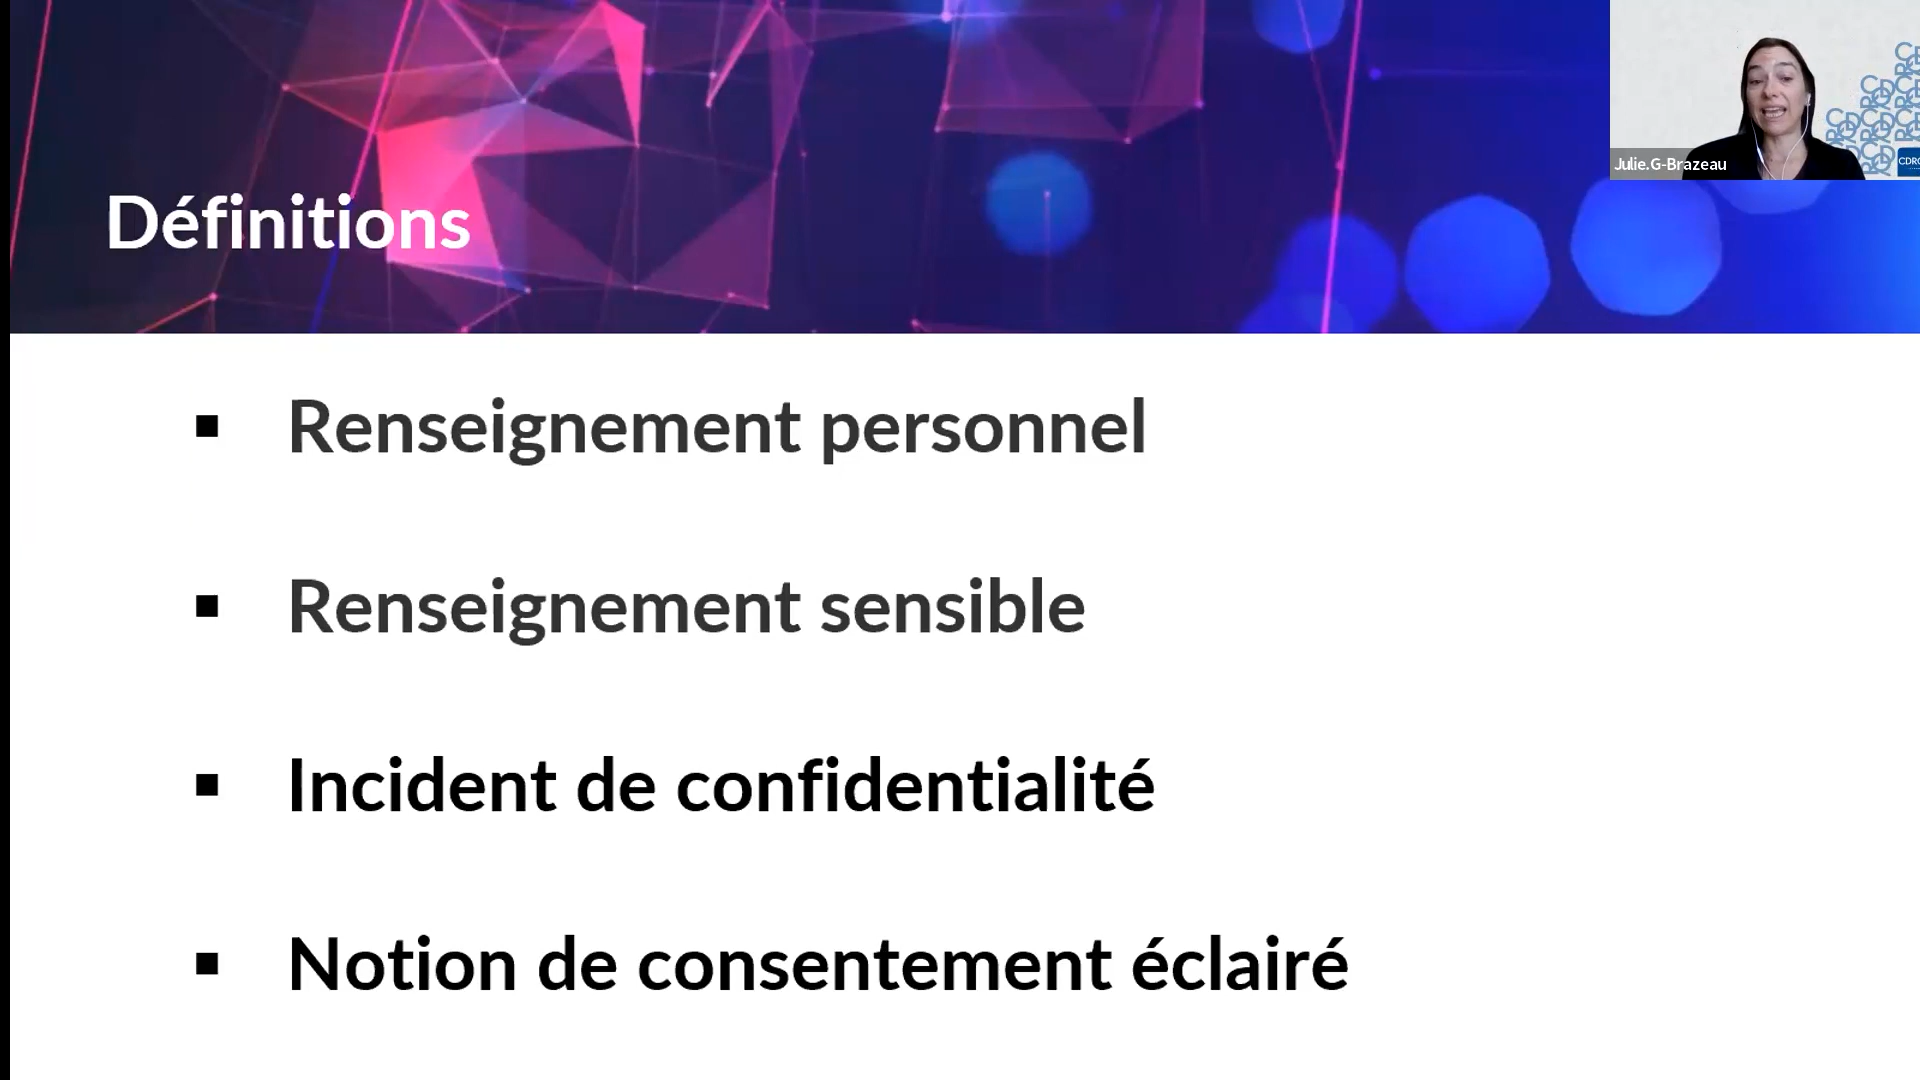 Définitions
Julie.G-Brazeau
Renseignement personnel
Renseignement sensible
Incident de confidentialité
Notion de consentement éclairé